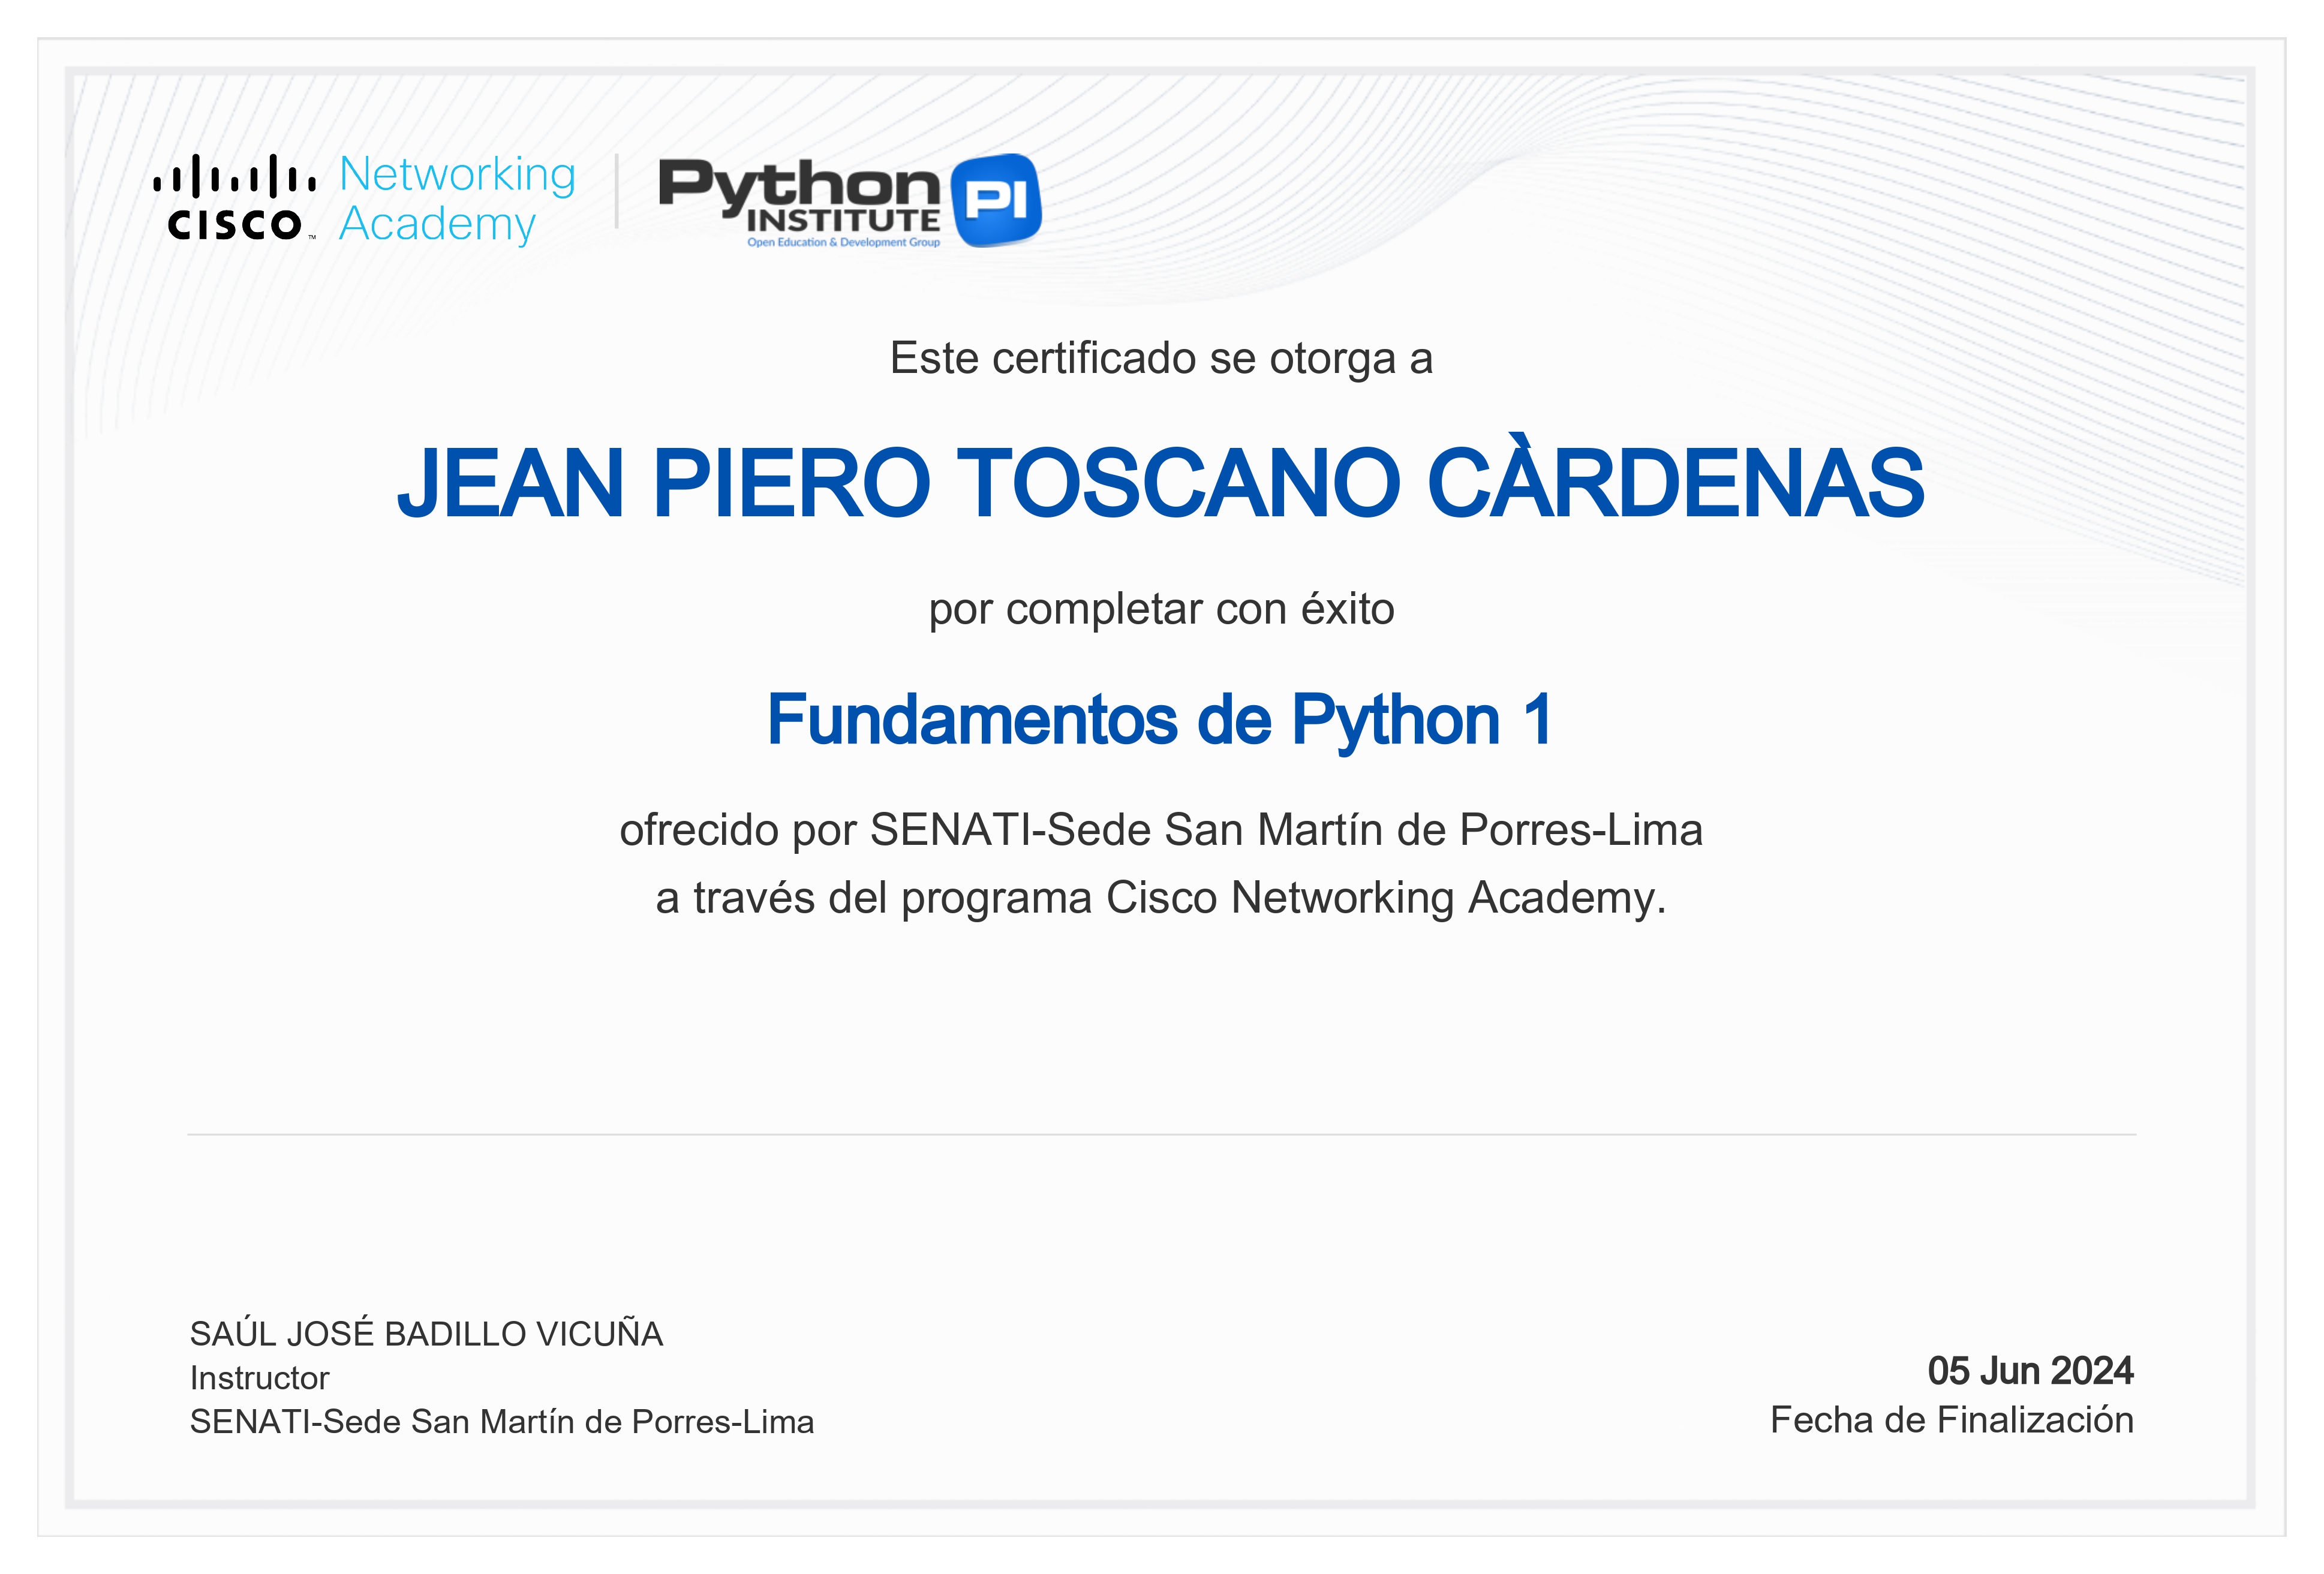 CISCO™ Networking Academy
Python INSTITUTE PI
Open Education & Development Group
Este certificado se otorga a
JEAN PIERO TOSCANO CÀRDENAS
por completar con éxito
Fundamentos de Python 1
ofrecido por SENATI-Sede San Martín de Porres-Lima
a través del programa Cisco Networking Academy.
SAÚL JOSÉ BADILLO VICUÑA
Instructor
SENATI-Sede San Martín de Porres-Lima
05 Jun 2024
Fecha de Finalización